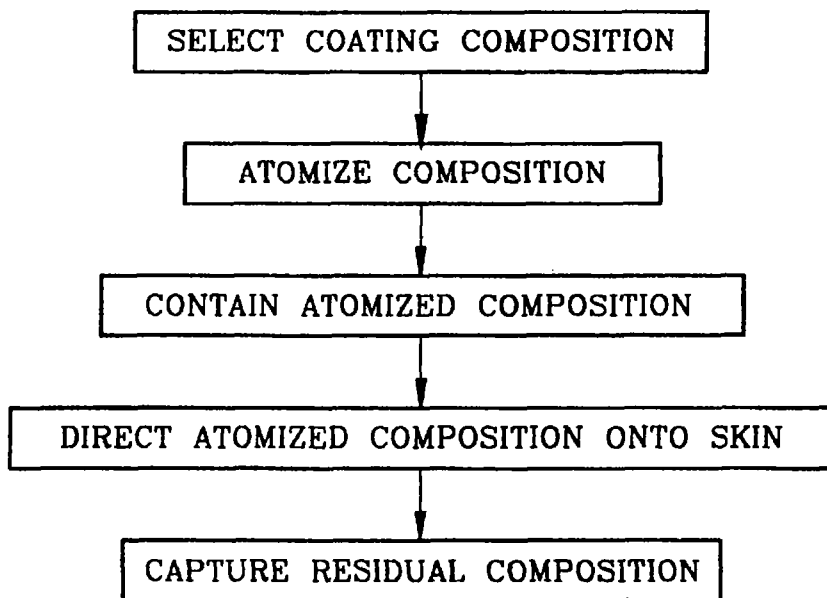 SELECT COATING COMPOSITION
ATOMIZE COMPOSITION
CONTAIN ATOMIZED COMPOSITION
DIRECT ATOMIZED COMPOSITION ONTO SKIN
CAPTURE RESIDUAL COMPOSITION